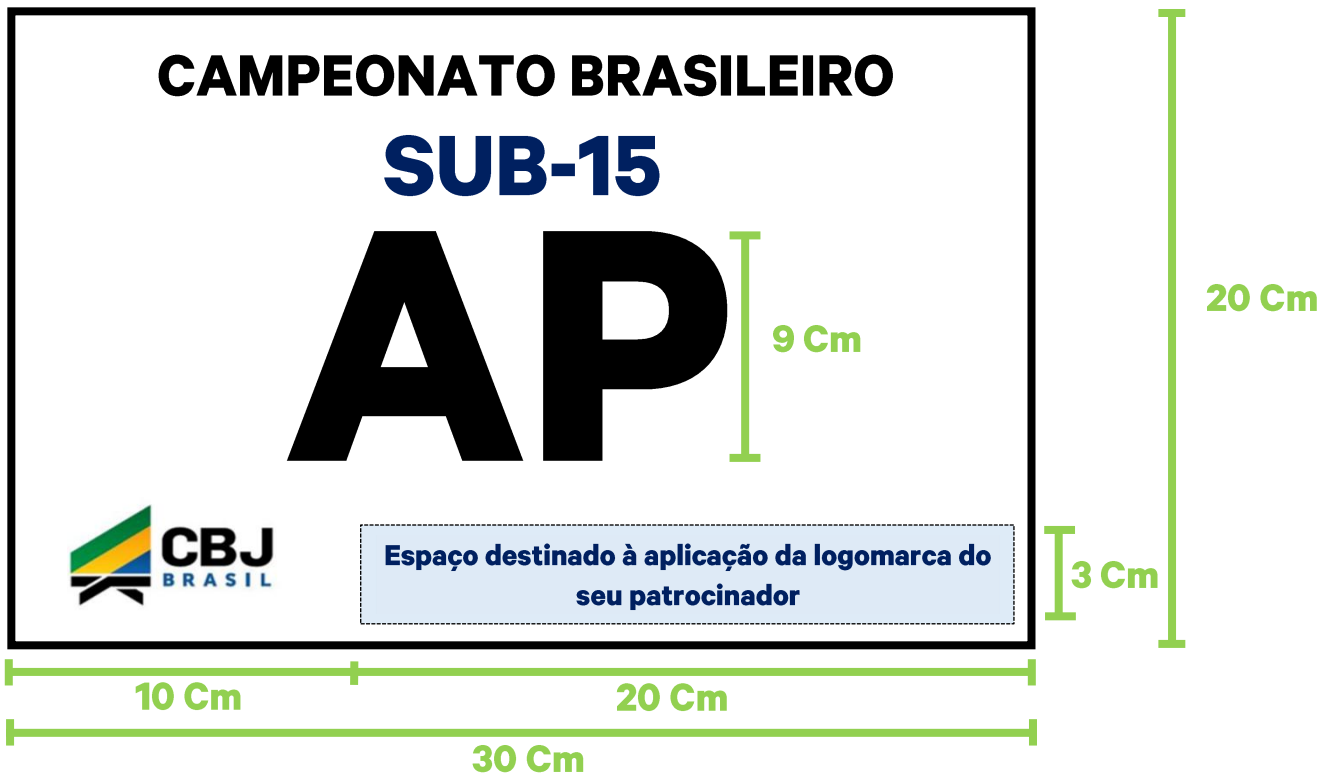 CAMPEONATO BRASILEIRO
SUB-15
AP
9 Cm
20 Cm
CBJ
BRASIL
Espaço destinado à aplicação da logomarca do
seu patrocinador
3 Cm
10 Cm
20 Cm
30 Cm